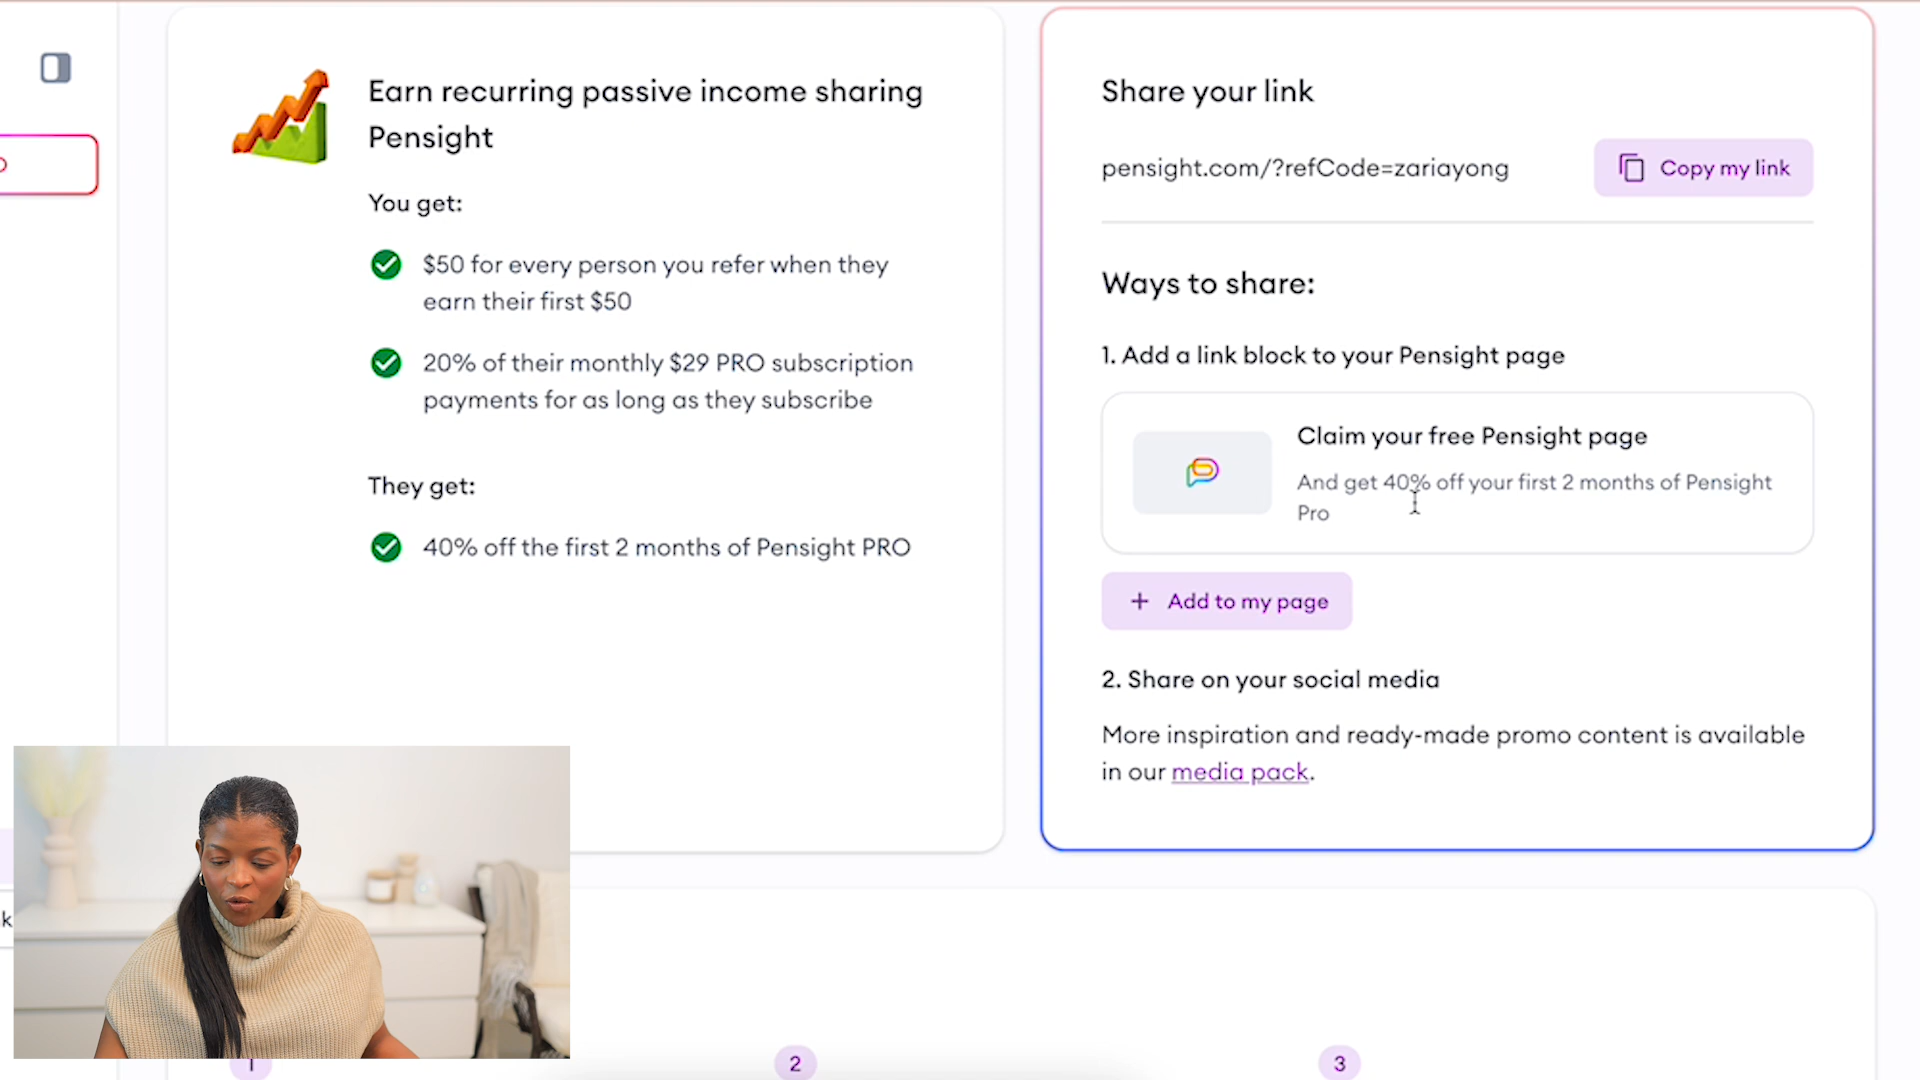 Earn recurring passive income sharing
Pensight
You get:
$50 for every person you refer when they
earn their first $50
20% of their monthly $29 PRO subscription
payments for as long as they subscribe
They get:
40% off the first 2 months of Pensight PRO
Share your link
pensight.com/?refCode=zariayong
Copy my link
Ways to share:
1. Add a link block to your Pensight page
Claim your free Pensight page
And get 40% off your first 2 months of Pensight
Pro
+ Add to my page
2. Share on your social media
More inspiration and ready-made promo content is available
in our media pack.
k
1
2
3